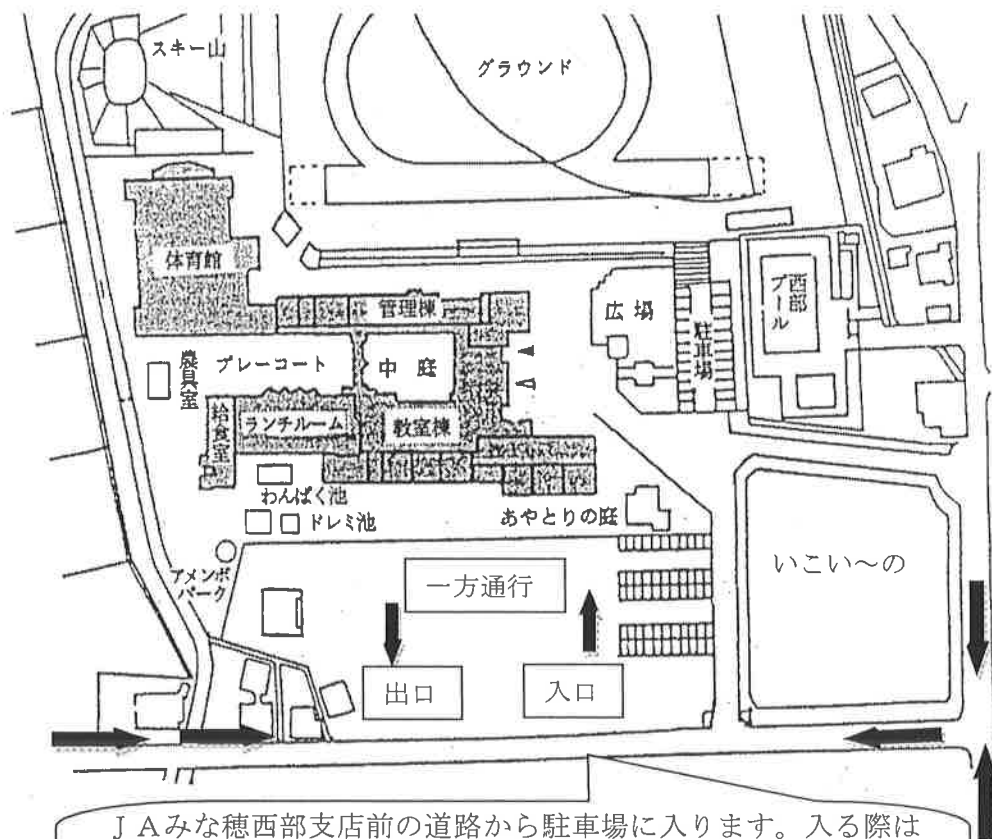 スキー山
グラウンド
体育館
管理棟
広場
駐車場
西部
プール
農具室
プレーコート
中庭
給食室
ランチルーム
教室棟
わんぱく池
ドレミ池
あやとりの庭
アメンボ
パーク
一方通行
いこい～の
出口
入口
ＪＡみな穂西部支店前の道路から駐車場に入ります。入る際は